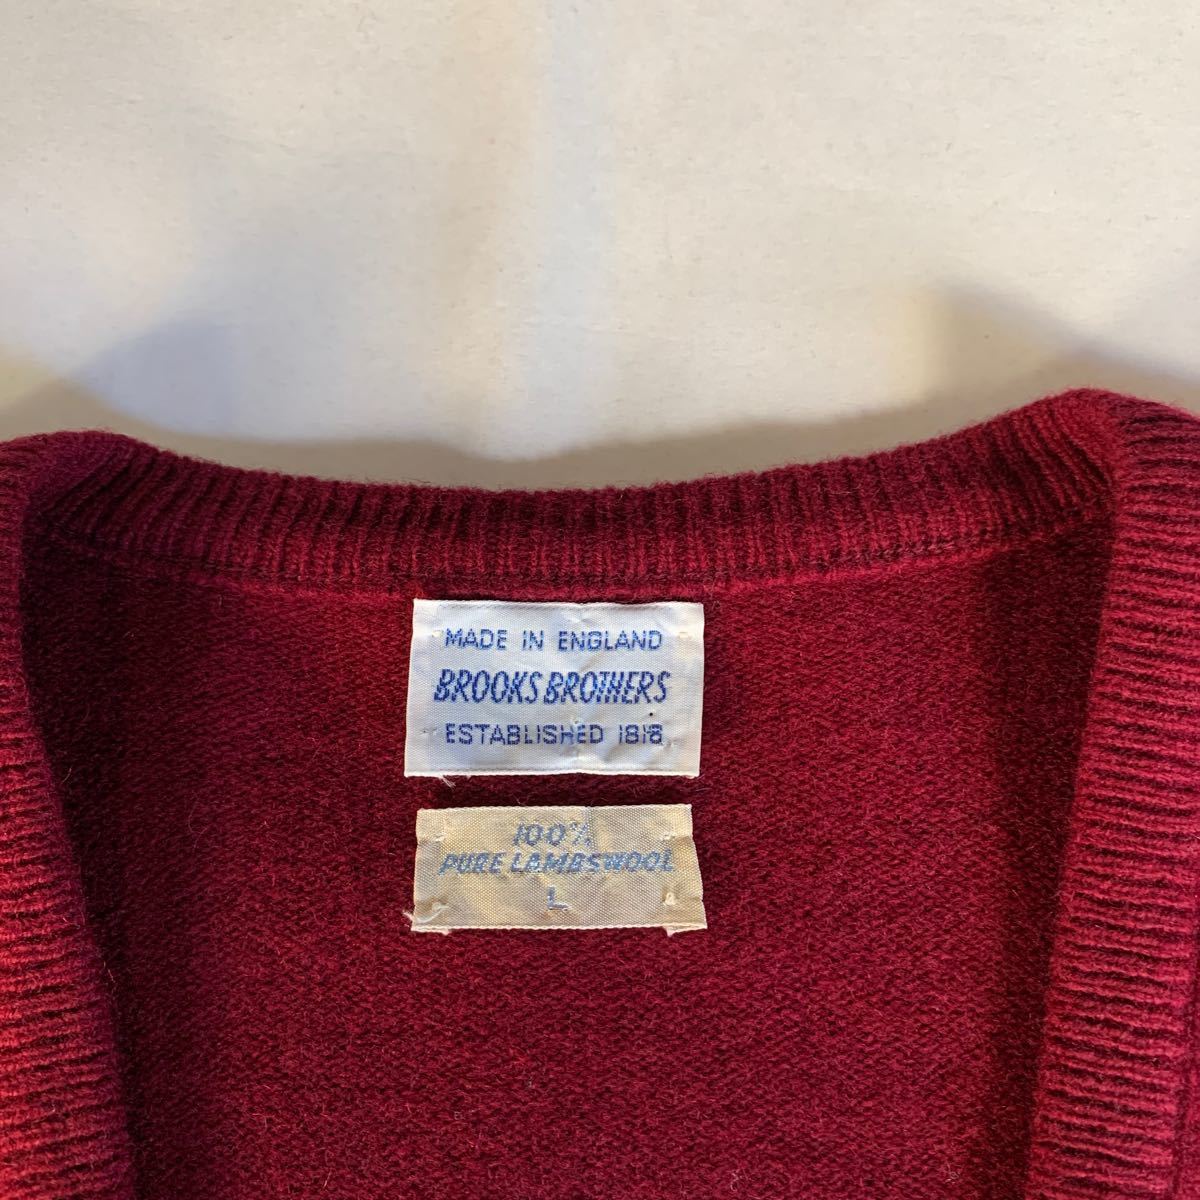 MADE IN ENGLAND
BROOKS BROTHERS
ESTABLISHED 1818
100%
PURE LAMBSWOOL
L